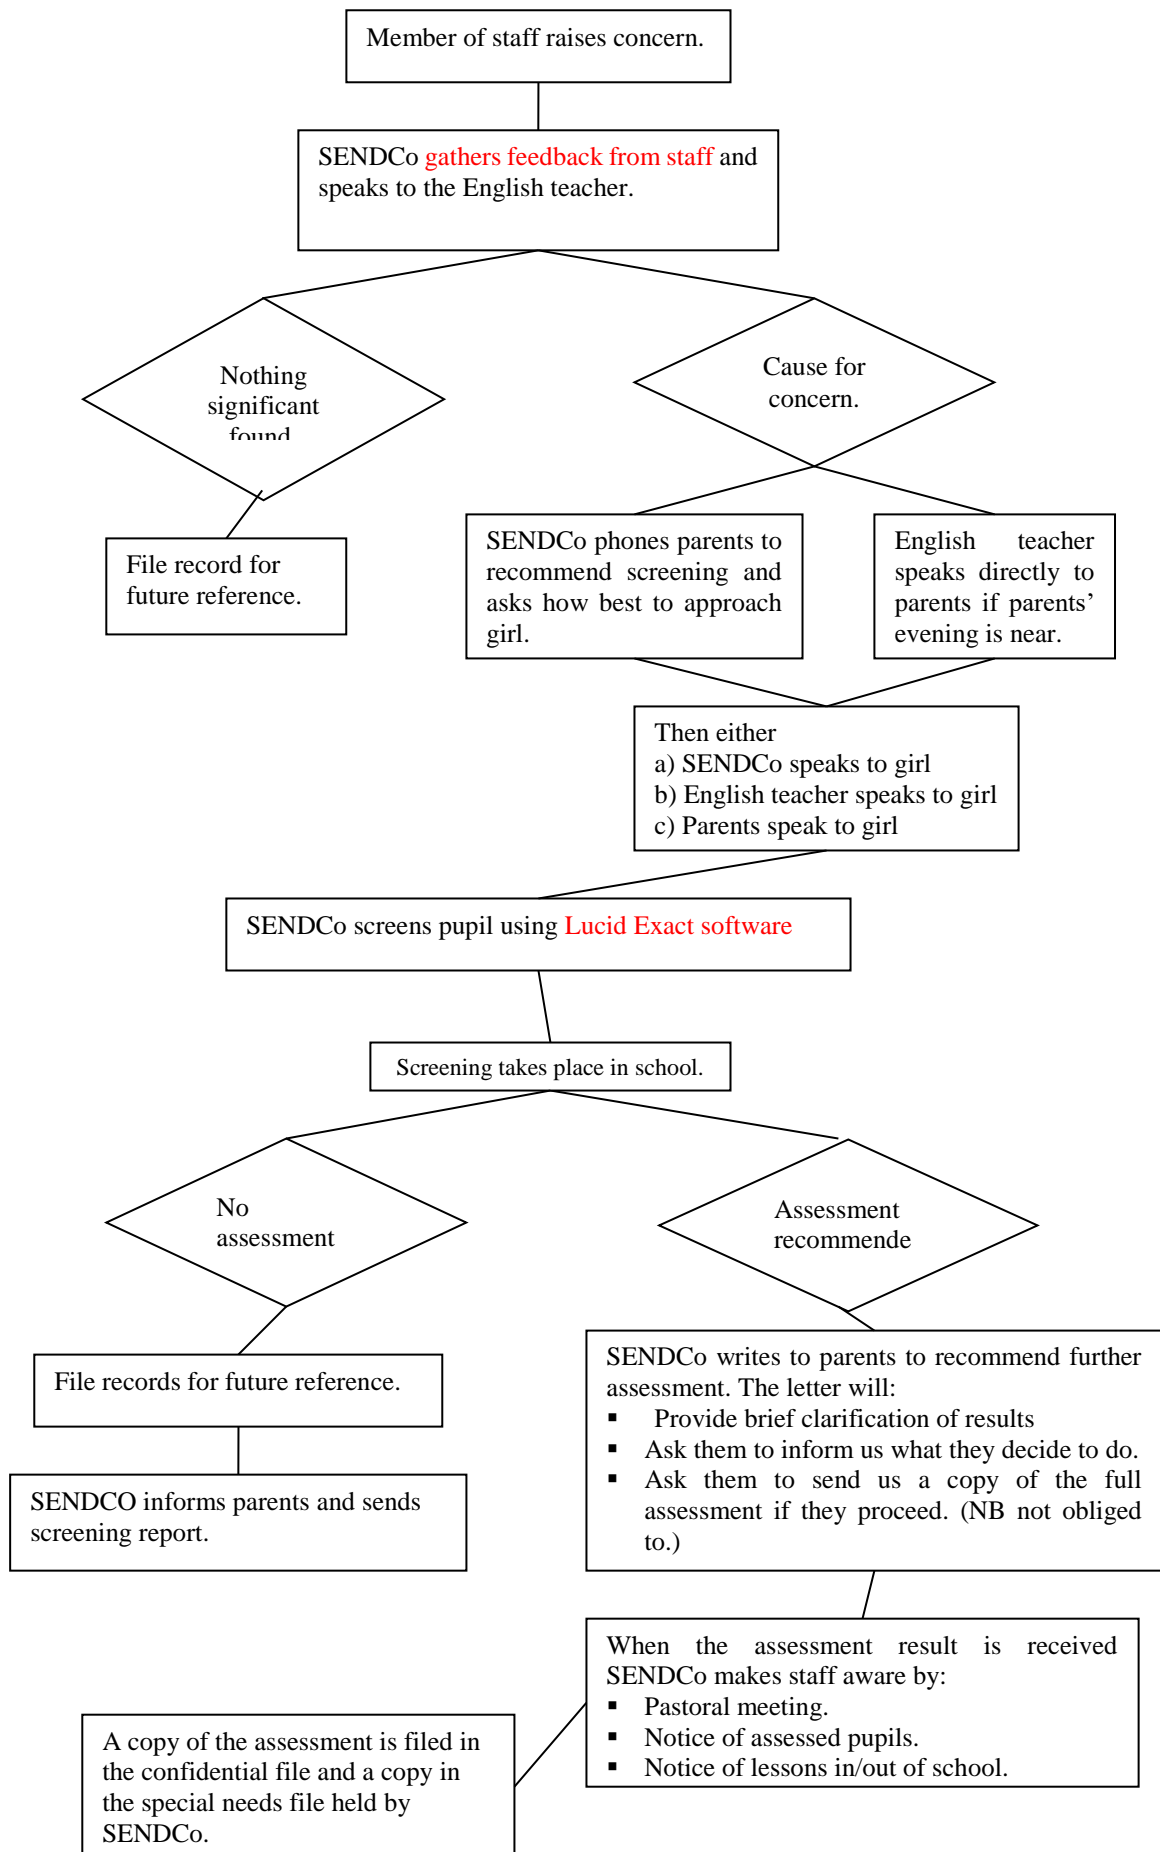 Member of staff raises concern.
SENDCo gathers feedback from staff and
speaks to the English teacher.
Nothing
significant
found
Cause for
concern.
File record for
future reference.
SENDCo phones parents to
recommend screening and
asks how best to approach
girl.
English teacher
speaks directly to
parents if parents’
evening is near.
Then either
a) SENDCo speaks to girl
b) English teacher speaks to girl
c) Parents speak to girl
SENDCo screens pupil using Lucid Exact software
Screening takes place in school.
No
assessment
Assessment
recommende
File records for future reference.
SENDCO informs parents and sends
screening report.
SENDCo writes to parents to recommend further
assessment. The letter will:
▪ Provide brief clarification of results
▪ Ask them to inform us what they decide to do.
▪ Ask them to send us a copy of the full
assessment if they proceed. (NB not obliged
to.)
When the assessment result is received
SENDCo makes staff aware by:
▪ Pastoral meeting.
▪ Notice of assessed pupils.
▪ Notice of lessons in/out of school.
A copy of the assessment is filed in
the confidential file and a copy in
the special needs file held by
SENDCo.